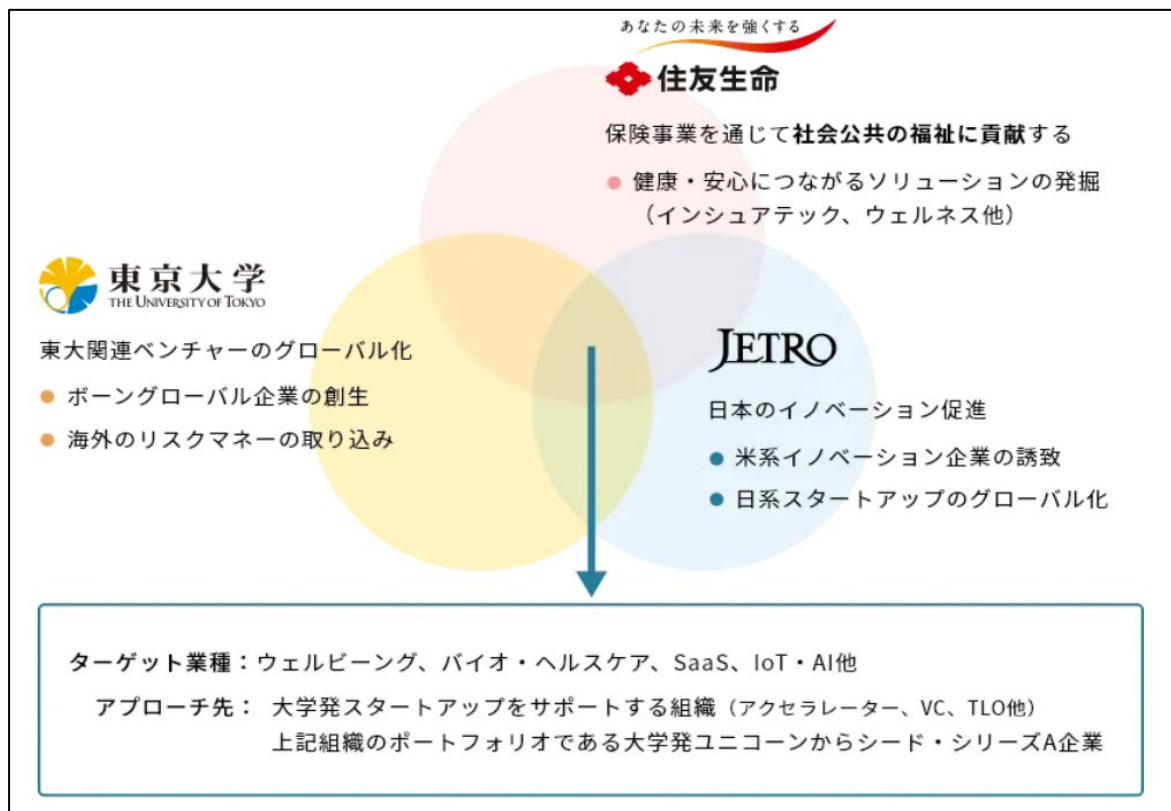 あなたの未来を強くする
住友生命
保険事業を通じて社会公共の福祉に貢献する
● 健康・安心につながるソリューションの発掘
（インシュアテック、ウェルネス他）
東京大学
THE UNIVERSITY OF TOKYO
東大関連ベンチャーのグローバル化
● ボーングローバル企業の創生
● 海外のリスクマネーの取り込み
JETRO
日本のイノベーション促進
● 米系イノベーション企業の誘致
● 日系スタートアップのグローバル化
ターゲット業種：ウェルビーング、バイオ・ヘルスケア、SaaS、IoT・AI他
アプローチ先： 大学発スタートアップをサポートする組織（アクセラレーター、VC、TLO他）
上記組織のポートフォリオである大学発ユニコーンからシード・シリーズA企業